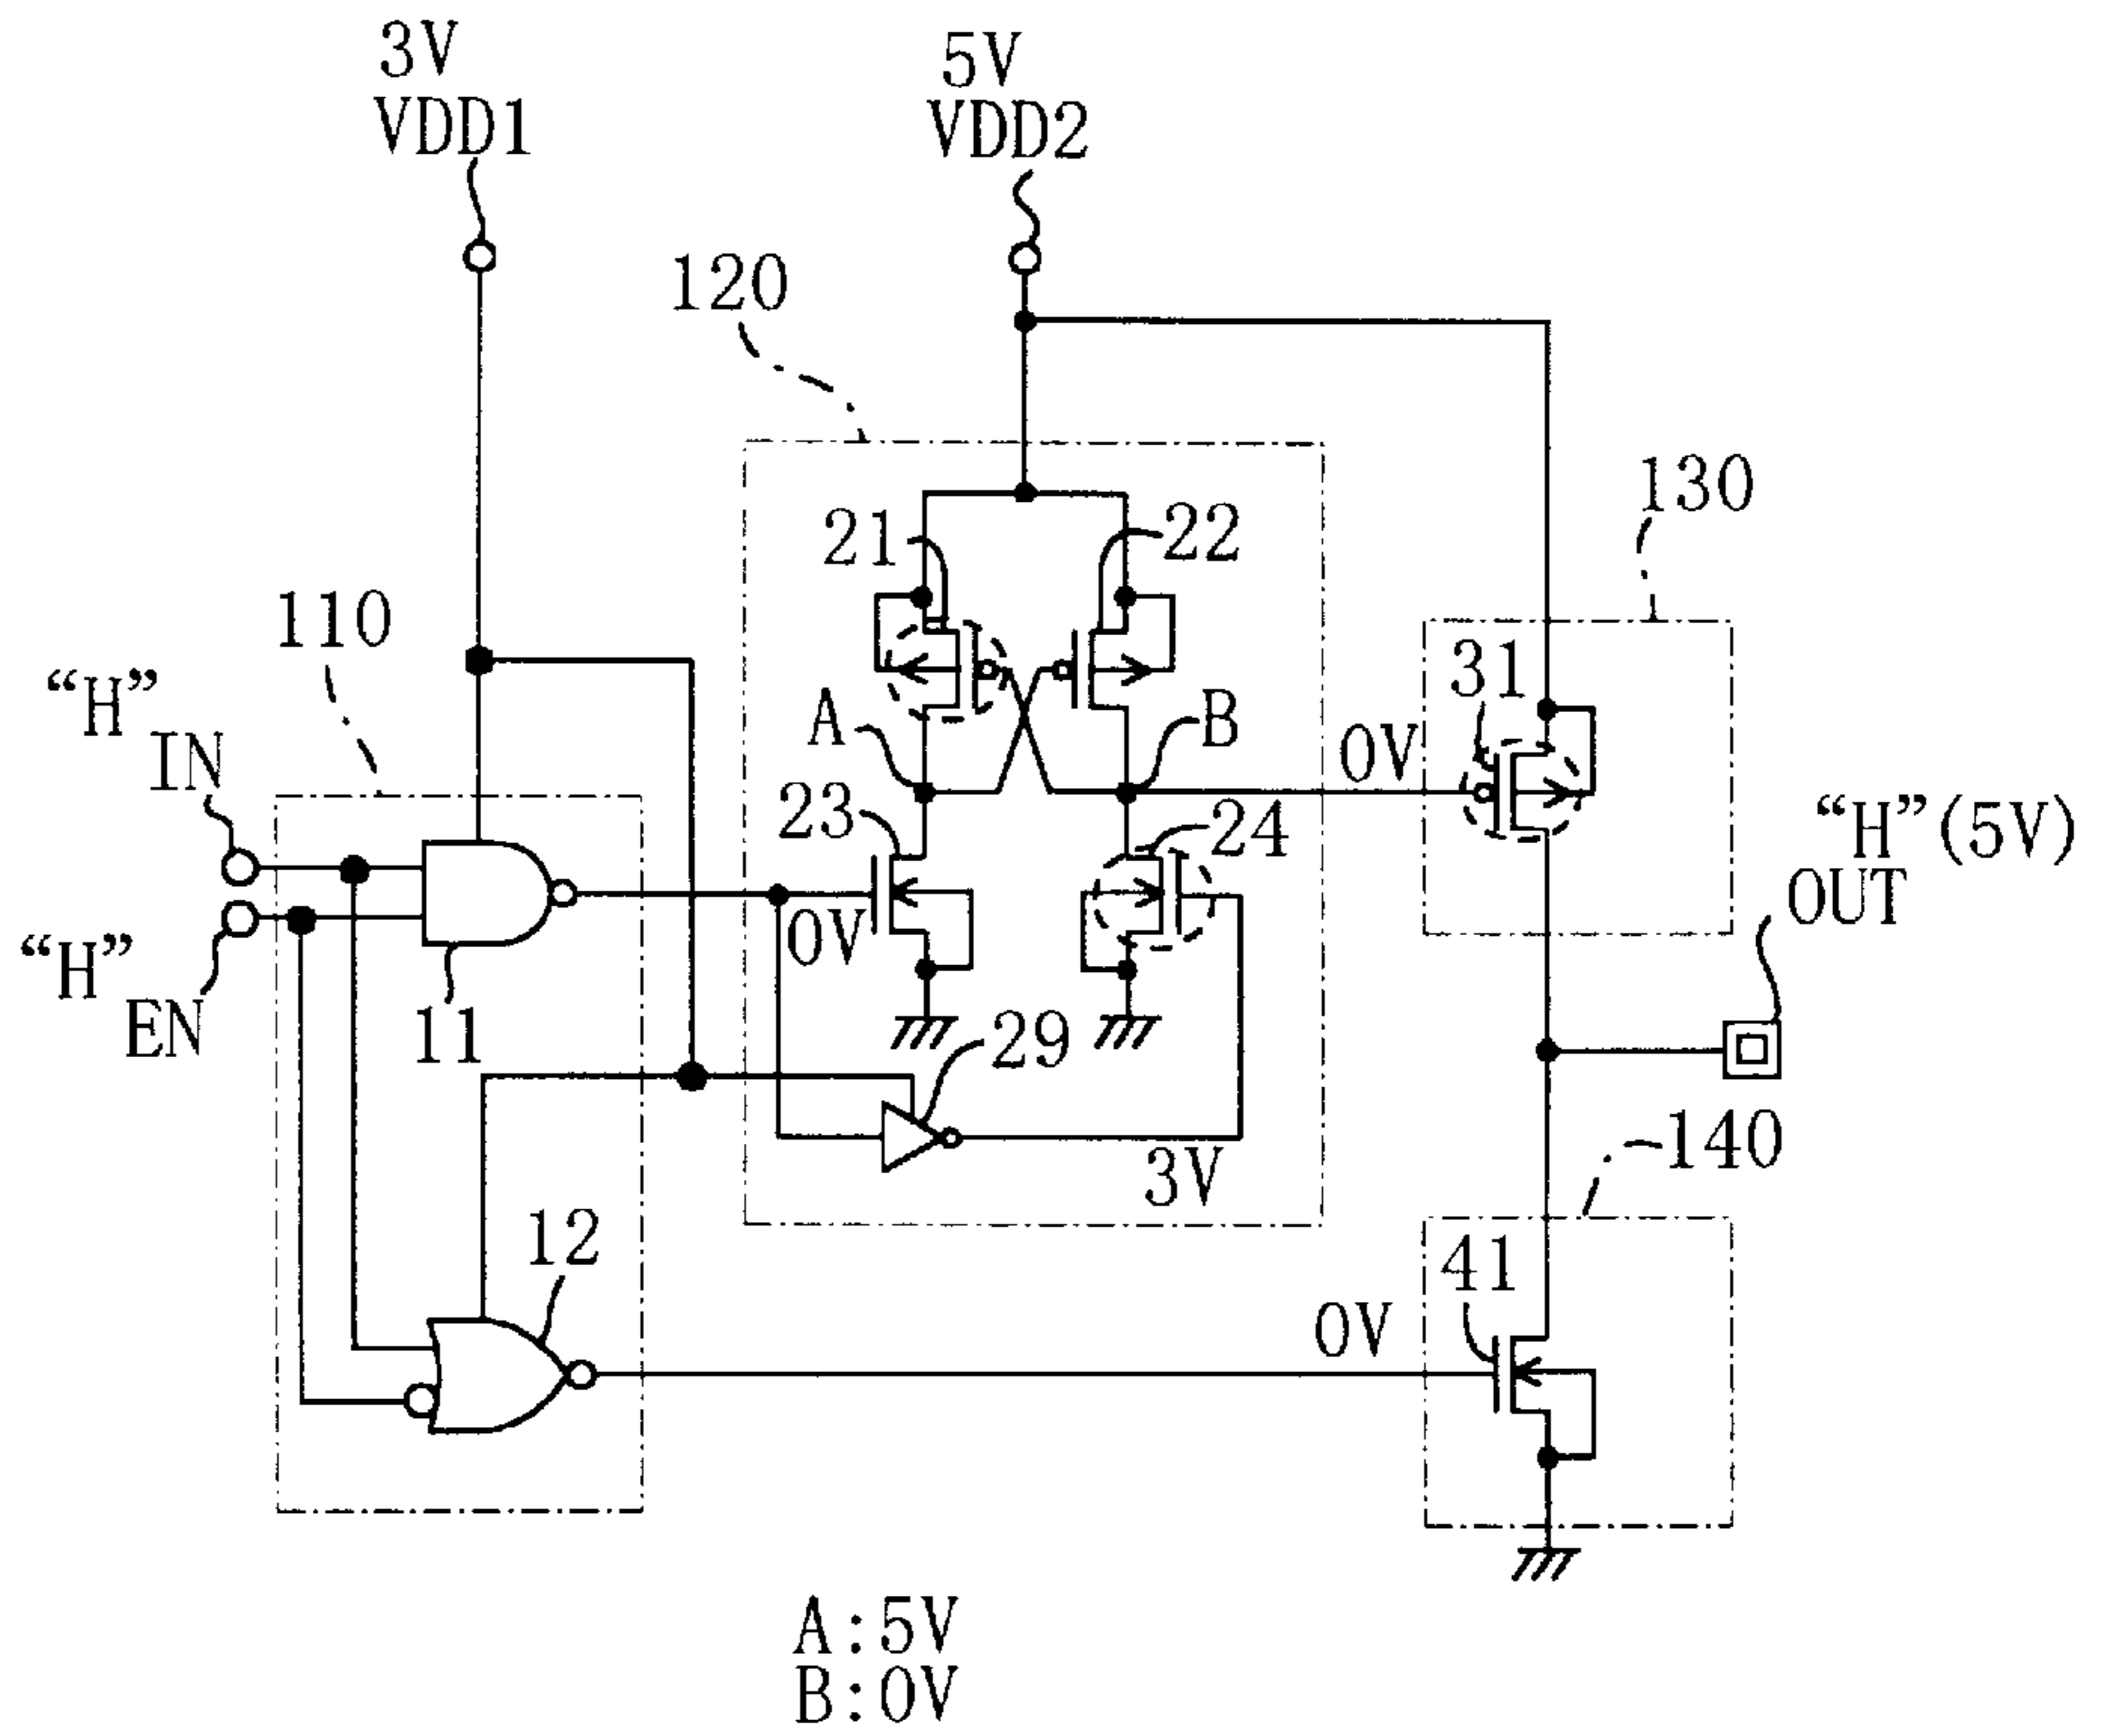 3V
VDD1
5V
VDD2
120
130
21
22
110
31
“H”
IN
A
B
0V
23
24
“H”(5V)
OUT
0V
“H”
EN
11
29
140
3V
12
41
0V
A:5V
B:0V